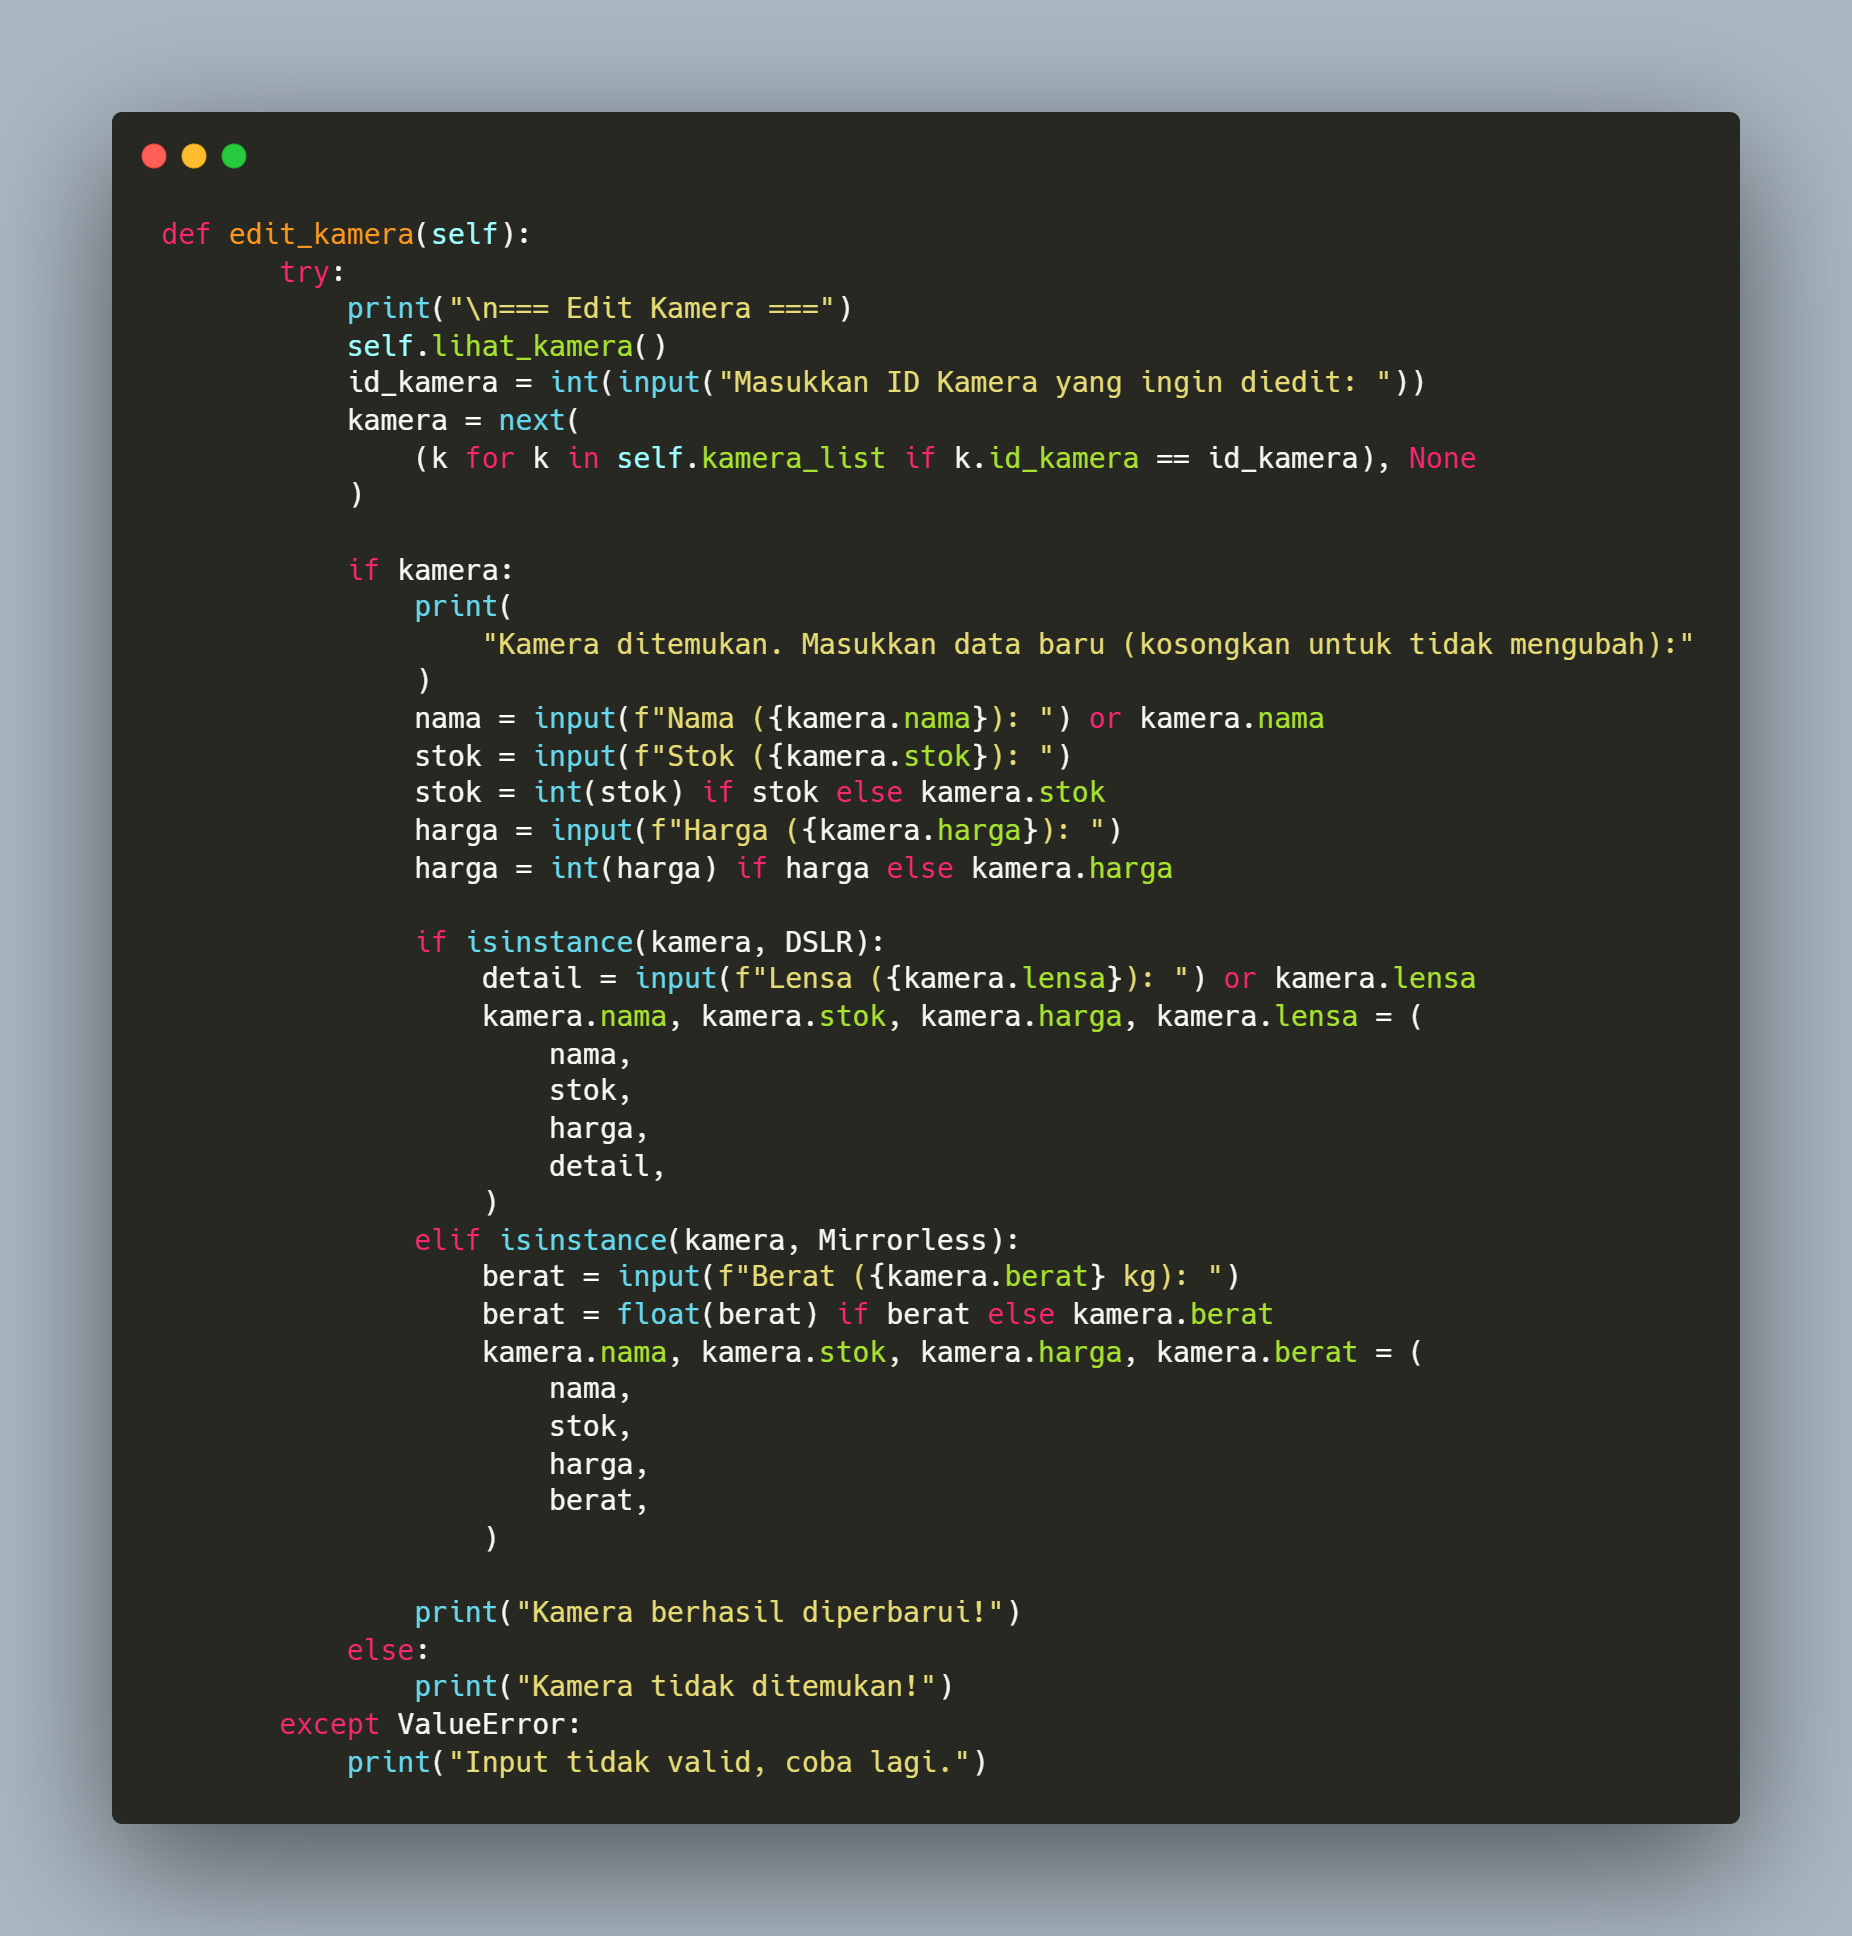 def edit_kamera(self):
        try:
            print("\n=== Edit Kamera ===")
            self.lihat_kamera()
            id_kamera = int(input("Masukkan ID Kamera yang ingin diedit: "))
            kamera = next(
                (k for k in self.kamera_list if k.id_kamera == id_kamera), None
            )

            if kamera:
                print(
                    "Kamera ditemukan. Masukkan data baru (kosongkan untuk tidak mengubah):"
                )
                nama = input(f"Nama ({kamera.nama}): ") or kamera.nama
                stok = input(f"Stok ({kamera.stok}): ")
                stok = int(stok) if stok else kamera.stok
                harga = input(f"Harga ({kamera.harga}): ")
                harga = int(harga) if harga else kamera.harga

                if isinstance(kamera, DSLR):
                    detail = input(f"Lensa ({kamera.lensa}): ") or kamera.lensa
                    kamera.nama, kamera.stok, kamera.harga, kamera.lensa = (
                        nama,
                        stok,
                        harga,
                        detail,
                    )
                elif isinstance(kamera, Mirrorless):
                    berat = input(f"Berat ({kamera.berat} kg): ")
                    berat = float(berat) if berat else kamera.berat
                    kamera.nama, kamera.stok, kamera.harga, kamera.berat = (
                        nama,
                        stok,
                        harga,
                        berat,
                    )

                print("Kamera berhasil diperbarui!")
            else:
                print("Kamera tidak ditemukan!")
        except ValueError:
            print("Input tidak valid, coba lagi.")